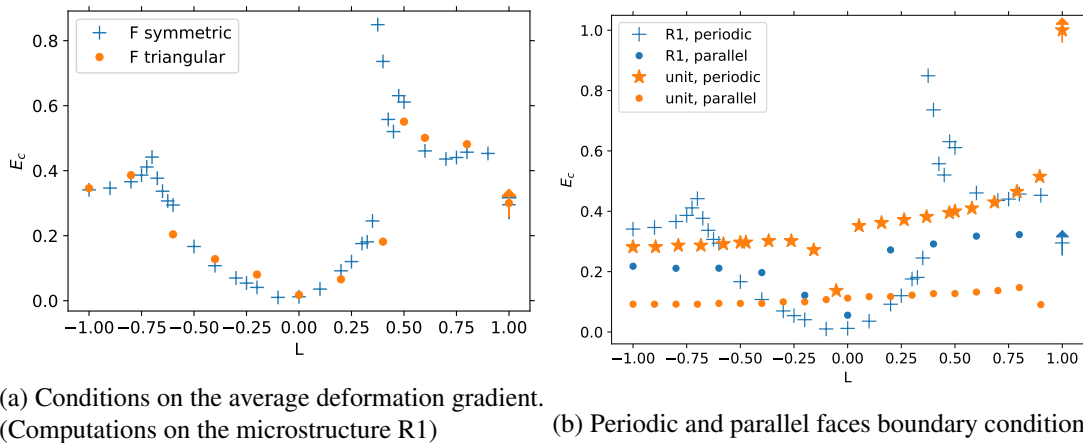 F symmetric
F triangular
0.8
0.6
0.4
0.2
0.0
E_c
−1.00 −0.75 −0.50 −0.25 0.00 0.25 0.50 0.75 1.00
L
(a) Conditions on the average deformation gradient.
(Computations on the microstructure R1)
R1, periodic
R1, parallel
unit, periodic
unit, parallel
1.0
0.8
0.6
0.4
0.2
0.0
E_c
−1.00 −0.75 −0.50 −0.25 0.00 0.25 0.50 0.75 1.00
L
(b) Periodic and parallel faces boundary condition